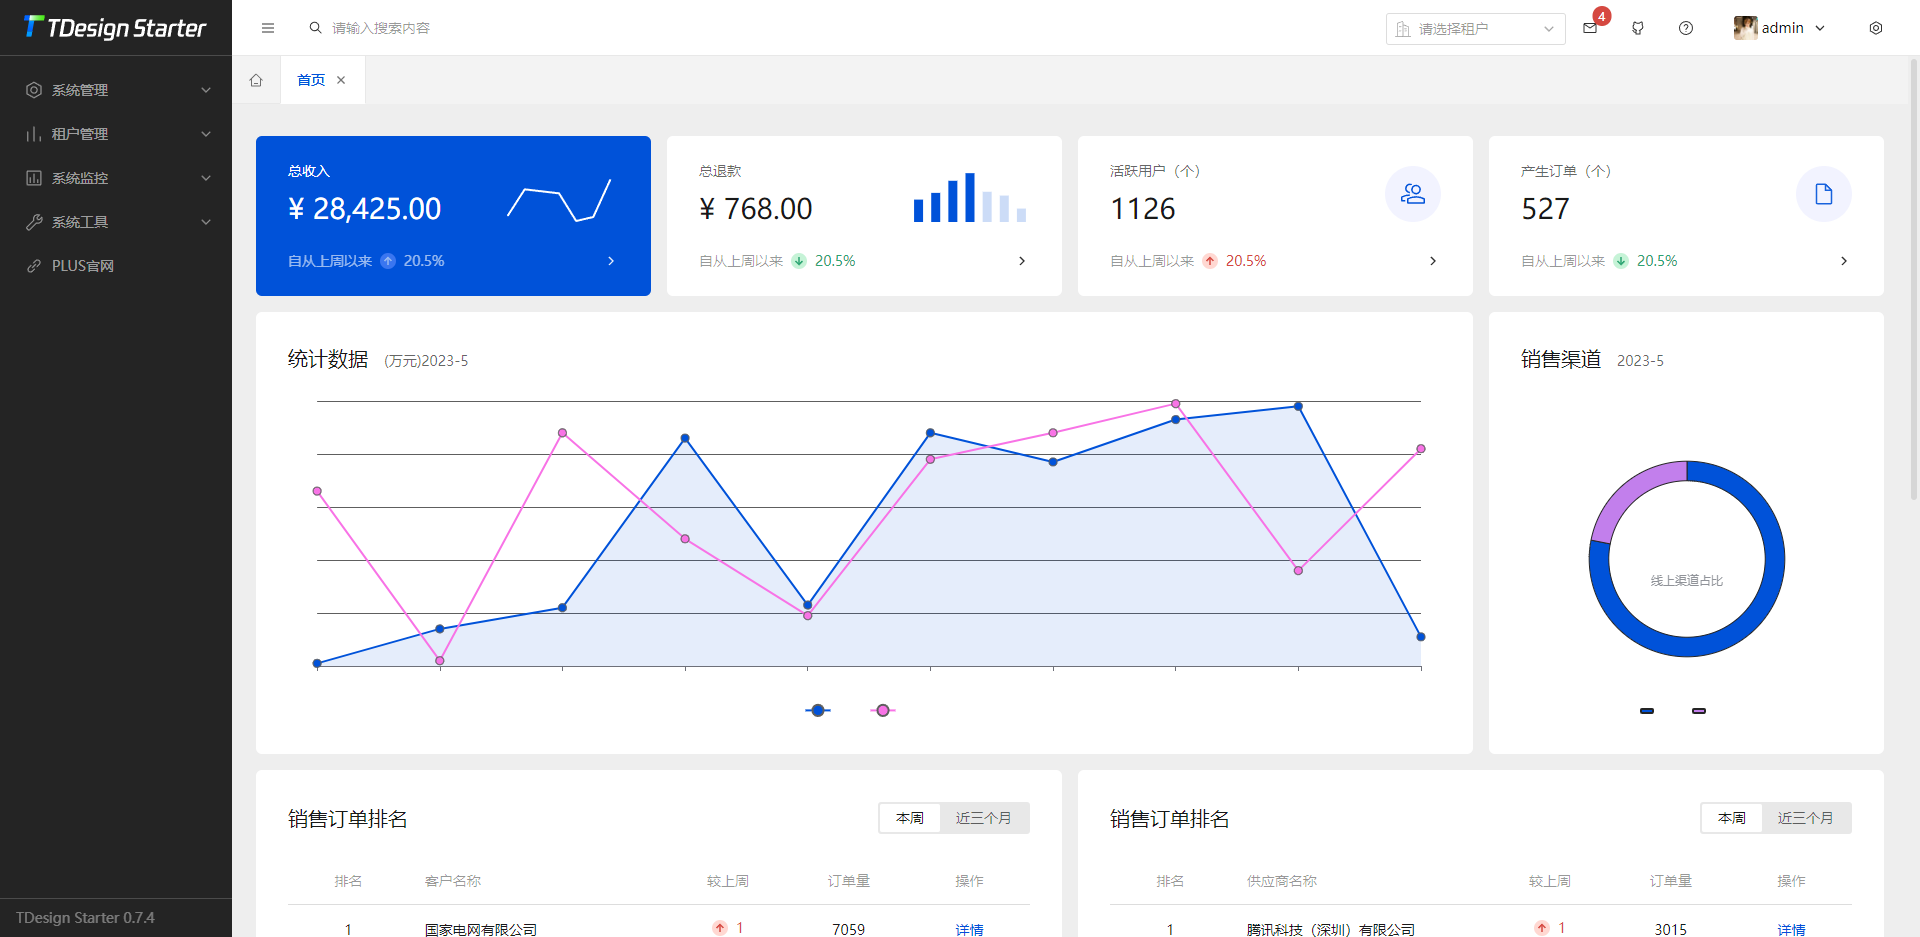 TDesign Starter
请输入搜索内容
请选择租户
4
admin
系统管理
租户管理
系统监控
系统工具
PLUS官网
TDesign Starter 0.7.4
首页
总收入
¥ 28,425.00
自从上周以来 20.5%
总退款
¥ 768.00
自从上周以来 20.5%
活跃用户（个）
1126
自从上周以来 20.5%
产生订单（个）
527
自从上周以来 20.5%
统计数据 (万元)2023-5
销售渠道 2023-5
线上渠道占比
销售订单排名
本周 近三个月
排名 客户名称 较上周 订单量 操作
1 国家电网有限公司 1 7059 详情
销售订单排名
本周 近三个月
排名 供应商名称 较上周 订单量 操作
1 腾讯科技（深圳）有限公司 1 3015 详情